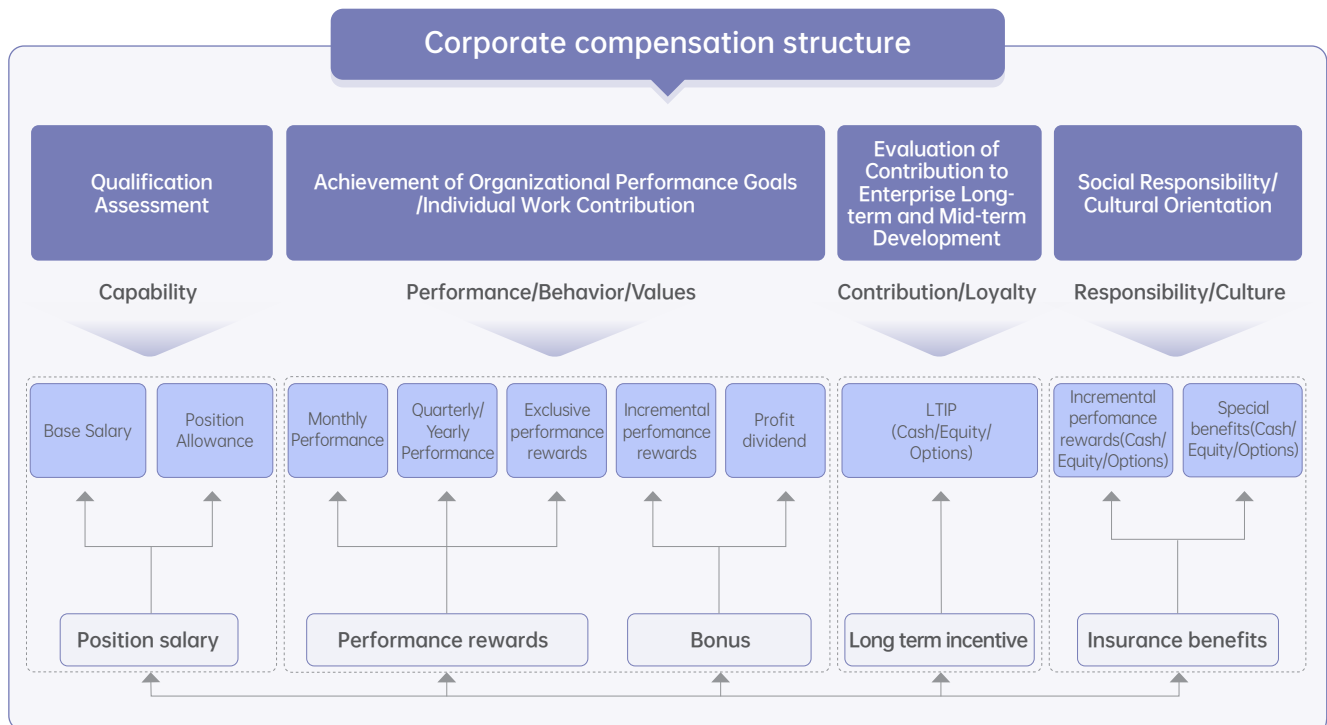 Corporate compensation structure
Qualification
Assessment
Achievement of Organizational Performance Goals
/Individual Work Contribution
Evaluation of
Contribution to
Enterprise Long-
term and Mid-term
Development
Social Responsibility/
Cultural Orientation
Capability
Performance/Behavior/Values
Contribution/Loyalty
Responsibility/Culture
Base Salary
Position
Allowance
Monthly
Performance
Quarterly/
Yearly
Performance
Exclusive
performance
rewards
Incremental
perfomance
rewards
Profit
dividend
LTIP
(Cash/Equity/
Options)
Incremental
perfomance
rewards(Cash/
Equity/Options)
Special
benefits(Cash/
Equity/Options)
Position salary
Performance rewards
Bonus
Long term incentive
Insurance benefits